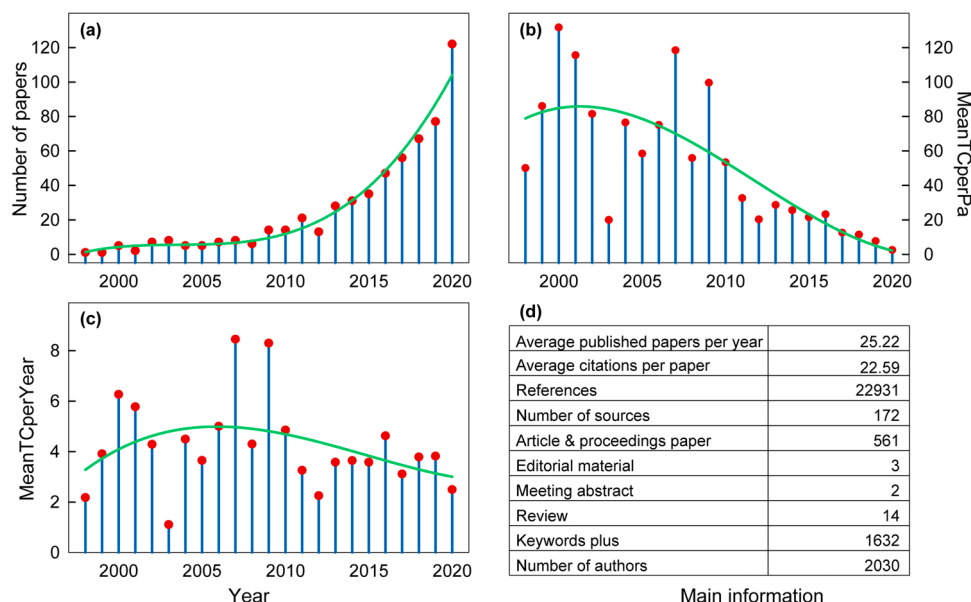 (a)
Number of papers
120
100
80
60
40
20
0
2000 2005 2010 2015 2020
(b)
120
100
80
60
40
20
0
MeanTCperPa
2000 2005 2010 2015 2020
(c)
MeanTCperYear
8
6
4
2
0
2000 2005 2010 2015 2020
Year
(d)
Average published papers per year 25.22
Average citations per paper 22.59
References 22931
Number of sources 172
Article & proceedings paper 561
Editorial material 3
Meeting abstract 2
Review 14
Keywords plus 1632
Number of authors 2030
Main information